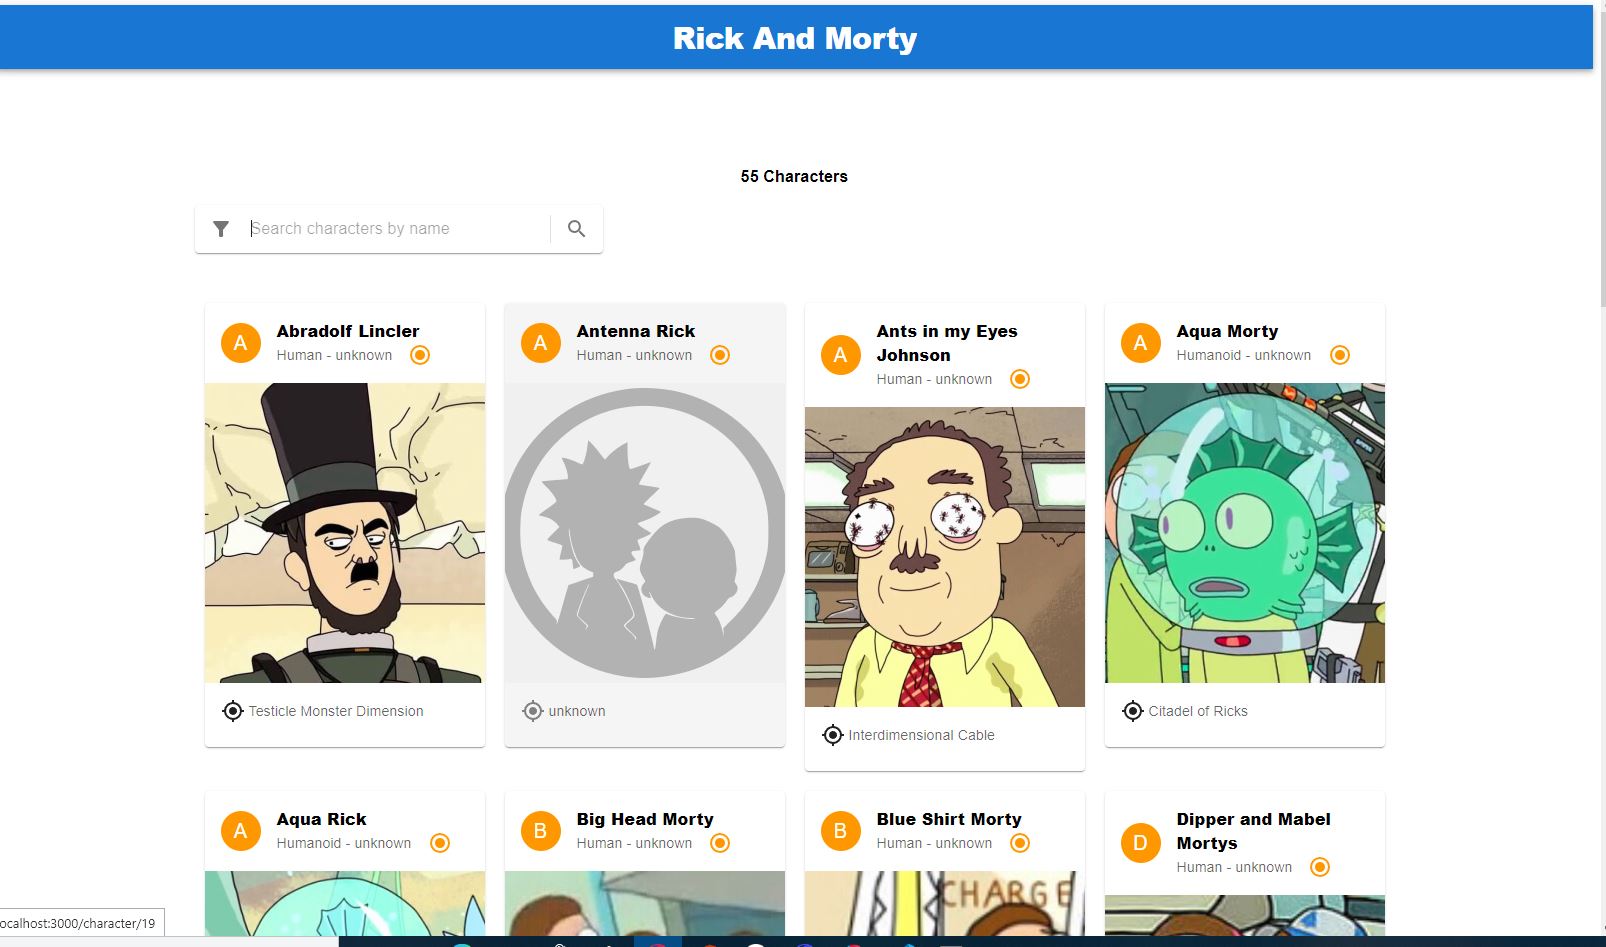 Rick And Morty
55 Characters
Search characters by name
A
Abradolf Lincler
Human - unknown
Testicle Monster Dimension
A
Antenna Rick
Human - unknown
unknown
A
Ants in my Eyes
Johnson
Human - unknown
Interdimensional Cable
A
Aqua Morty
Humanoid - unknown
Citadel of Ricks
A
Aqua Rick
Humanoid - unknown
B
Big Head Morty
Human - unknown
B
Blue Shirt Morty
Human - unknown
CHARGE
D
Dipper and Mabel
Mortys
Human - unknown
ocalhost:3000/character/19